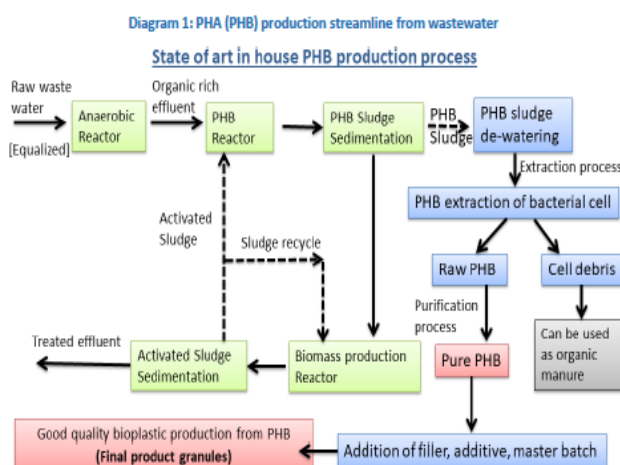 Diagram 1: PHA (PHB) production streamline from wastewater
State of art in house PHB production process
Raw waste
water
[Equalized]
Anaerobic
Reactor
Organic rich
effluent
PHB
Reactor
PHB Sludge
Sedimentation
PHB
Sludge
PHB sludge
de-watering
Extraction process
PHB extraction of bacterial cell
Activated
Sludge
Sludge recycle
Raw PHB
Cell debris
Purification
process
Can be used
as organic
manure
Treated effluent
Activated Sludge
Sedimentation
Biomass production
Reactor
Pure PHB
Good quality bioplastic production from PHB
(Final product granules)
Addition of filler, additive, master batch